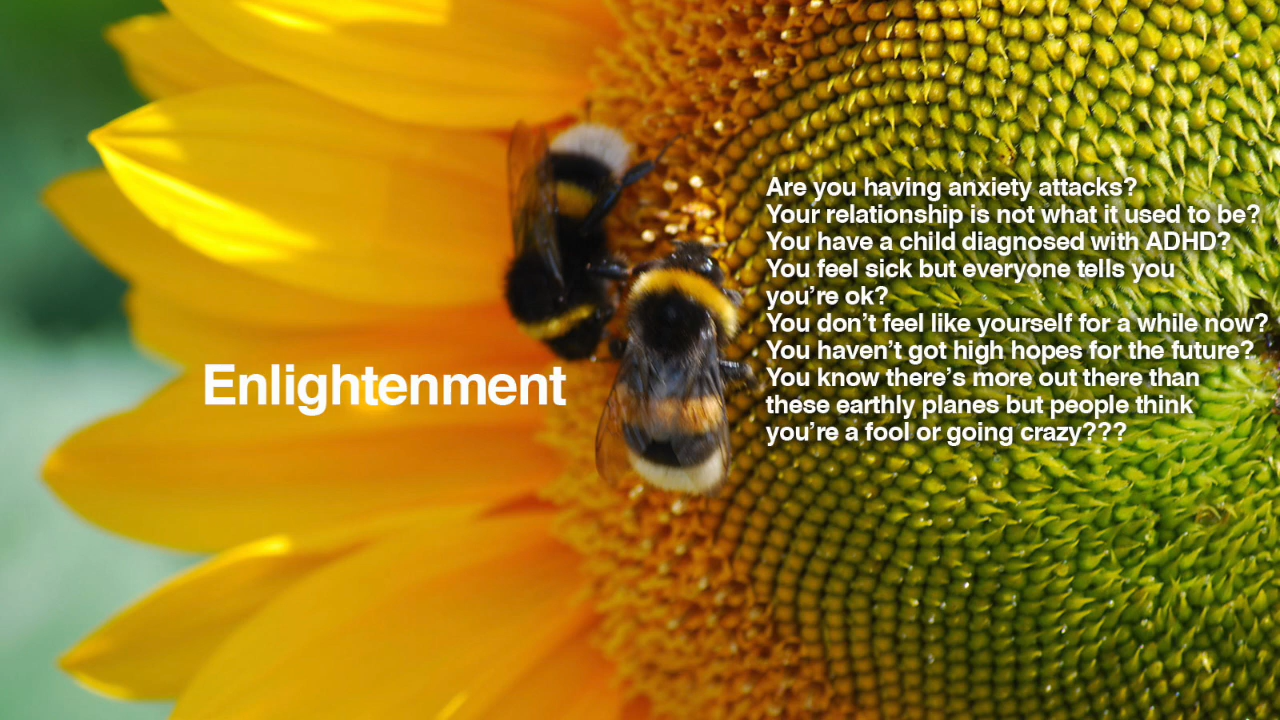 Enlightenment
Are you having anxiety attacks?
Your relationship is not what it used to be?
You have a child diagnosed with ADHD?
You feel sick but everyone tells you
you’re ok?
You don’t feel like yourself for a while now?
You haven’t got high hopes for the future?
You know there’s more out there than
these earthly planes but people think
you’re a fool or going crazy???